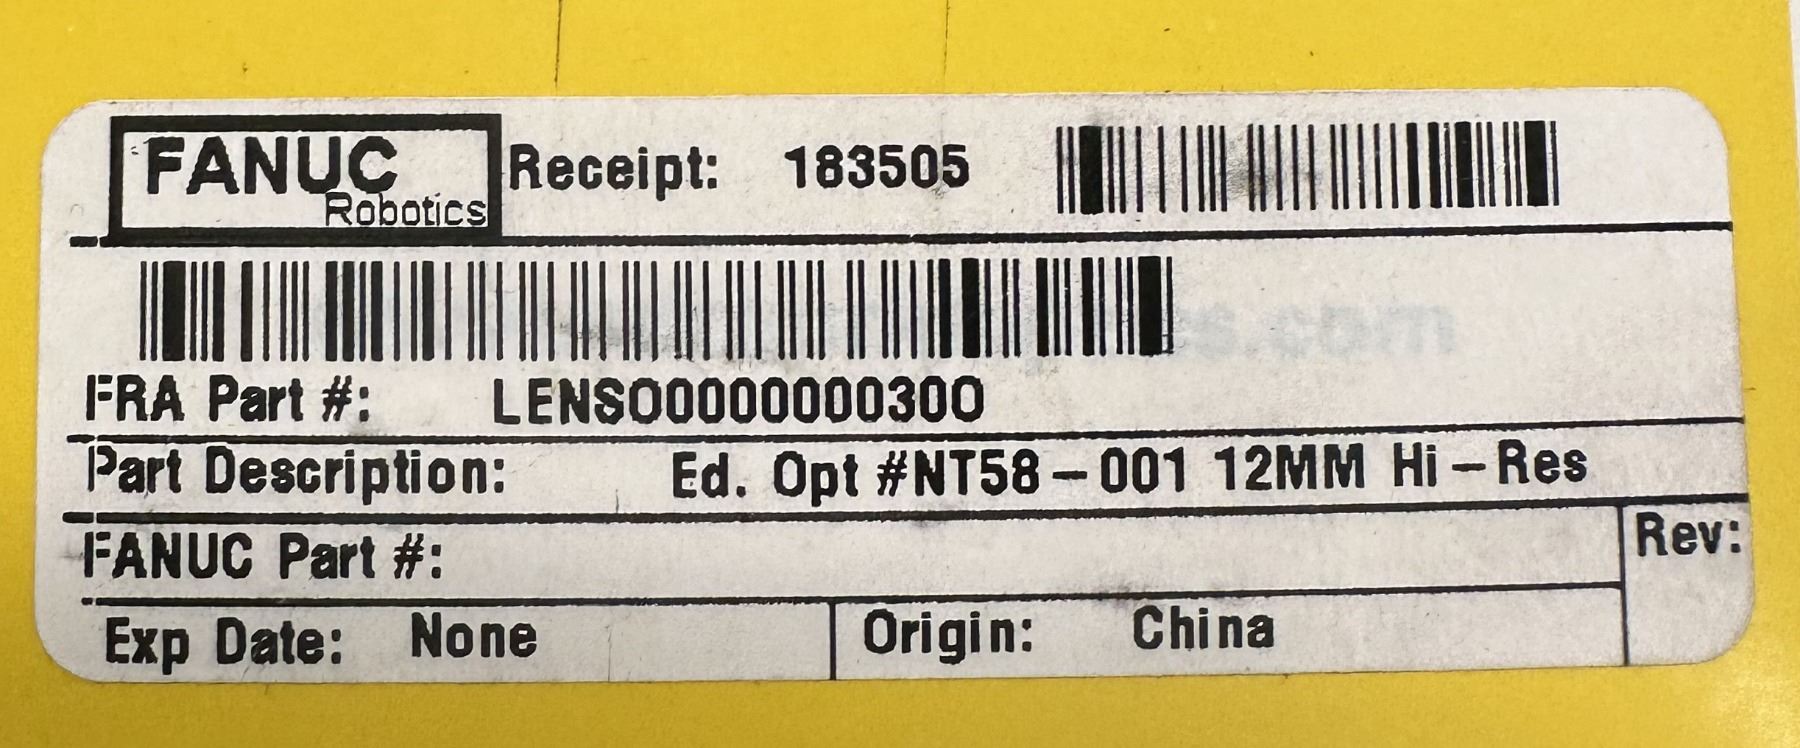 FANUC
Robotics
Receipt: 183505
FRA Part #: LENS000000000300
Part Description: Ed. Opt #NT58-001 12MM Hi-Res
FANUC Part #:
Rev:
Exp Date: None
Origin: China